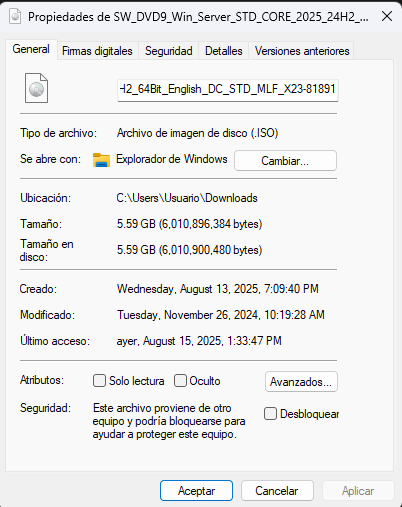 Propiedades de SW_DVD9_Win_Server_STD_CORE_2025_24H2_...
General Firmas digitales Seguridad Detalles Versiones anteriores
H2_64Bit_English_DC_STD_MLF_X23-81891
Tipo de archivo: Archivo de imagen de disco (.ISO)
Se abre con: Explorador de Windows Cambiar...
Ubicación: C:\Users\Usuario\Downloads
Tamaño: 5.59 GB (6,010,896,384 bytes)
Tamaño en
disco: 5.59 GB (6,010,900,480 bytes)
Creado: Wednesday, August 13, 2025, 7:09:40 PM
Modificado: Tuesday, November 26, 2024, 10:19:28 AM
Último acceso: ayer, August 15, 2025, 1:33:47 PM
Atributos: Solo lectura Oculto Avanzados...
Seguridad: Este archivo proviene de otro
equipo y podría bloquearse para
ayudar a proteger este equipo.
Desbloquear
Aceptar Cancelar Aplicar